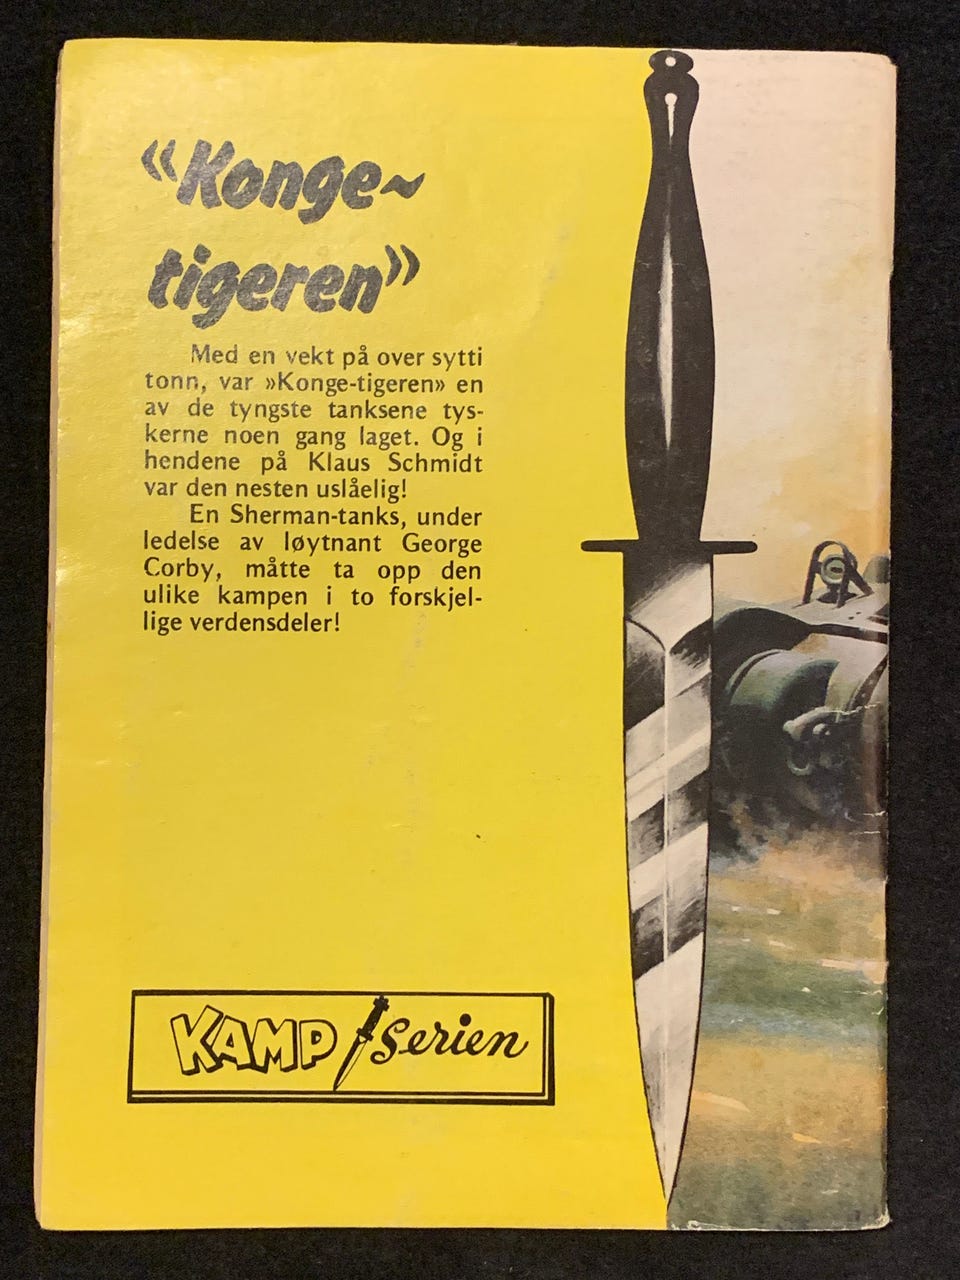 «Konge~
tigeren»
Med en vekt på over sytti
tonn, var »Konge-tigeren» en
av de tyngste tanksene tys-
kerne noen gang laget. Og i
hendene på Klaus Schmidt
var den nesten uslåelig!
En Sherman-tanks, under
ledelse av løytnant George
Corby, måtte ta opp den
ulike kampen i to forskjel-
lige verdensdeler!
KAMP serien